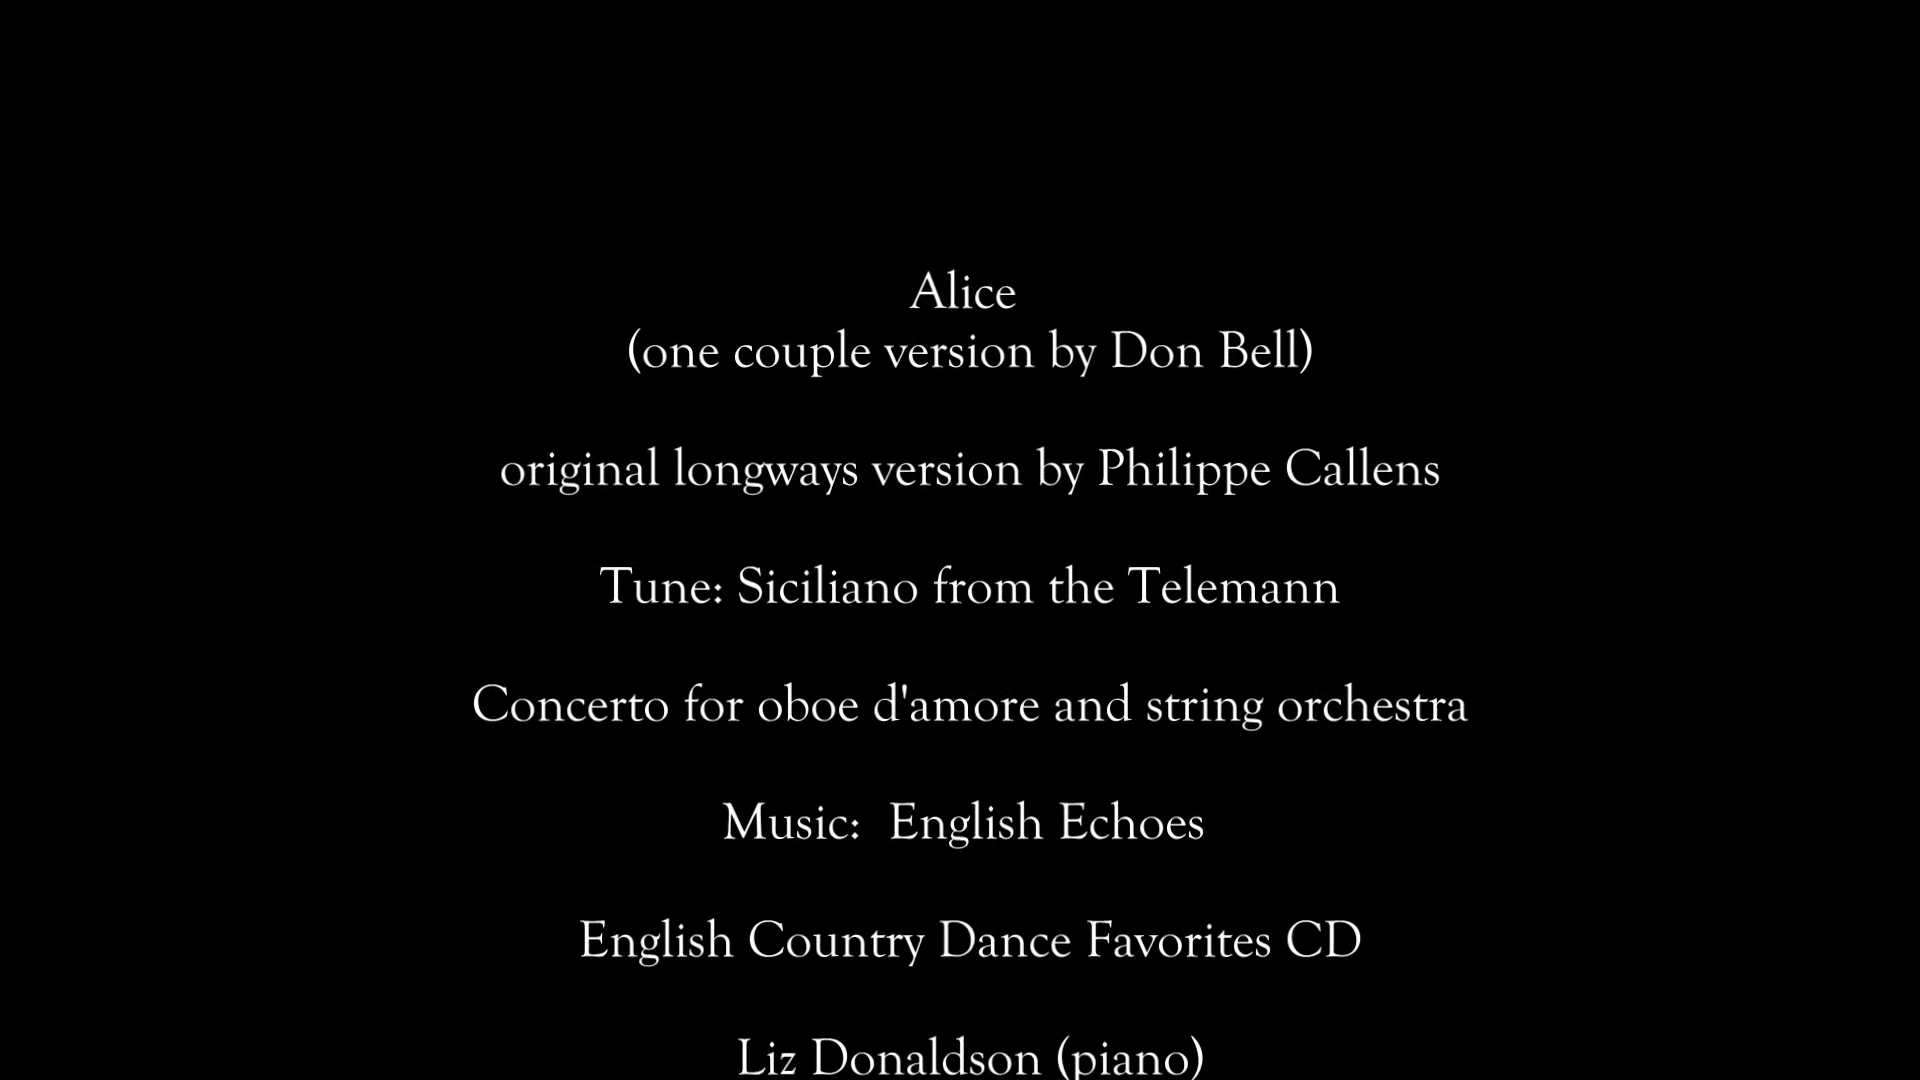 Alice
(one couple version by Don Bell)
original longways version by Philippe Callens
Tune: Siciliano from the Telemann
Concerto for oboe d'amore and string orchestra
Music:  English Echoes
English Country Dance Favorites CD
Liz Donaldson (piano)